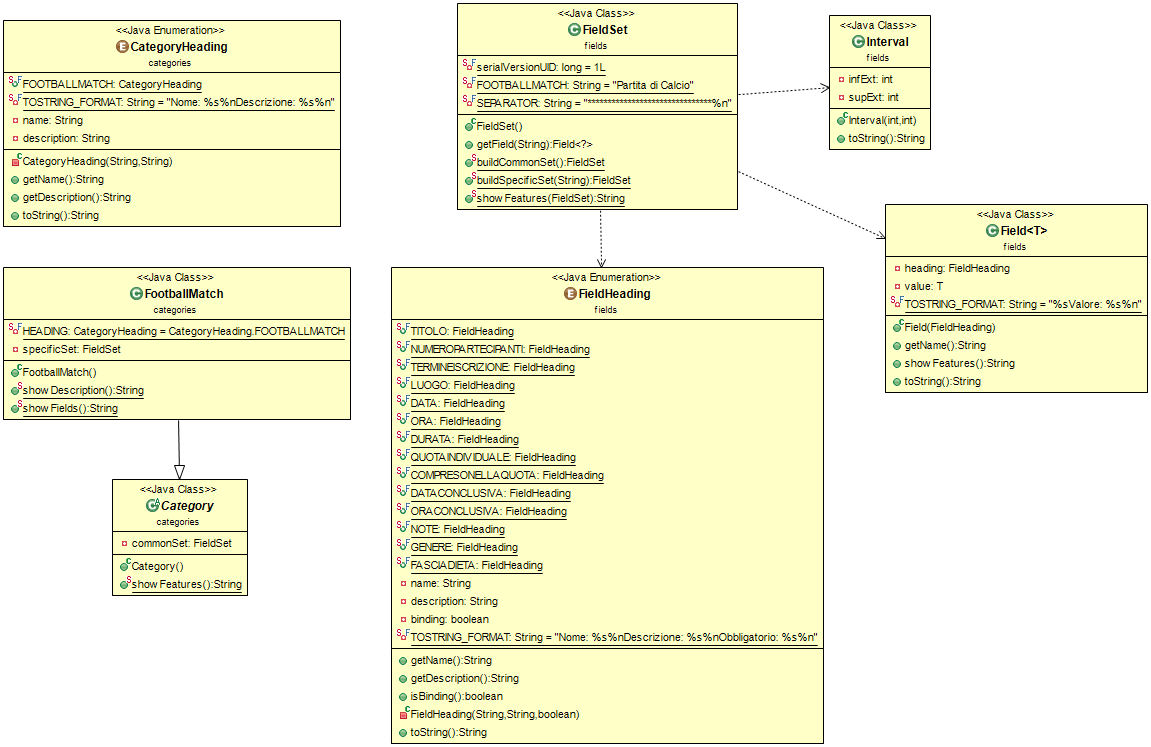 <<Java Enumeration>>
CategoryHeading
categories
FOOTBALLMATCH: CategoryHeading
TOSTRING_FORMAT: String = "Nome: %s%nDescrizione: %s%n"
name: String
description: String
CategoryHeading(String,String)
getName():String
getDescription():String
toString():String
<<Java Class>>
FieldSet
fields
serialVersionUID: long = 1L
FOOTBALLMATCH: String = "Partita di Calcio"
SEPARATOR: String = "*******************************%n"
FieldSet()
getField(String):Field<?>
buildCommonSet():FieldSet
buildSpecificSet(String):FieldSet
showFeatures(FieldSet):String
<<Java Class>>
Interval
fields
infExt: int
supExt: int
Interval(int,int)
toString():String
<<Java Class>>
Field<T>
fields
heading: FieldHeading
value: T
TOSTRING_FORMAT: String = "%sValore: %s%n"
Field(FieldHeading)
getName():String
showFeatures():String
toString():String
<<Java Class>>
FootballMatch
categories
HEADING: CategoryHeading = CategoryHeading.FOOTBALLMATCH
specificSet: FieldSet
FootballMatch()
showDescription():String
showFields():String
<<Java Class>>
Category
categories
commonSet: FieldSet
Category()
showFeatures():String
<<Java Enumeration>>
FieldHeading
fields
TITOLO: FieldHeading
NUMEROPARTECIPANTI: FieldHeading
TERMINEISCRIZIONE: FieldHeading
LUOGO: FieldHeading
DATA: FieldHeading
ORA: FieldHeading
DURATA: FieldHeading
QUOTAINDIVIDUALE: FieldHeading
COMPRESONELLAQUOTA: FieldHeading
DATACONCLUSIVA: FieldHeading
ORACONCLUSIVA: FieldHeading
NOTE: FieldHeading
GENERE: FieldHeading
FASCIADIETA: FieldHeading
name: String
description: String
binding: boolean
TOSTRING_FORMAT: String = "Nome: %s%nDescrizione: %s%nObbligatorio: %s%n"
getName():String
getDescription():String
isBinding():boolean
FieldHeading(String,String,boolean)
toString():String